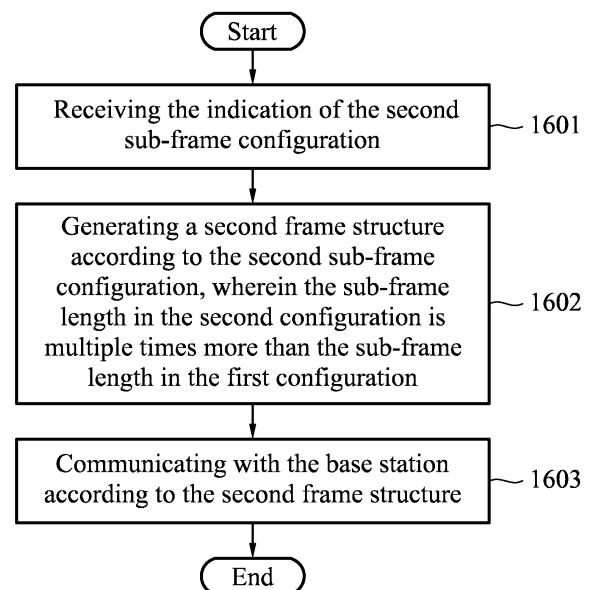 Start
Receiving the indication of the second
sub-frame configuration
1601
Generating a second frame structure
according to the second sub-frame
configuration, wherein the sub-frame
length in the second configuration is
multiple times more than the sub-frame
length in the first configuration
1602
Communicating with the base station
according to the second frame structure
1603
End